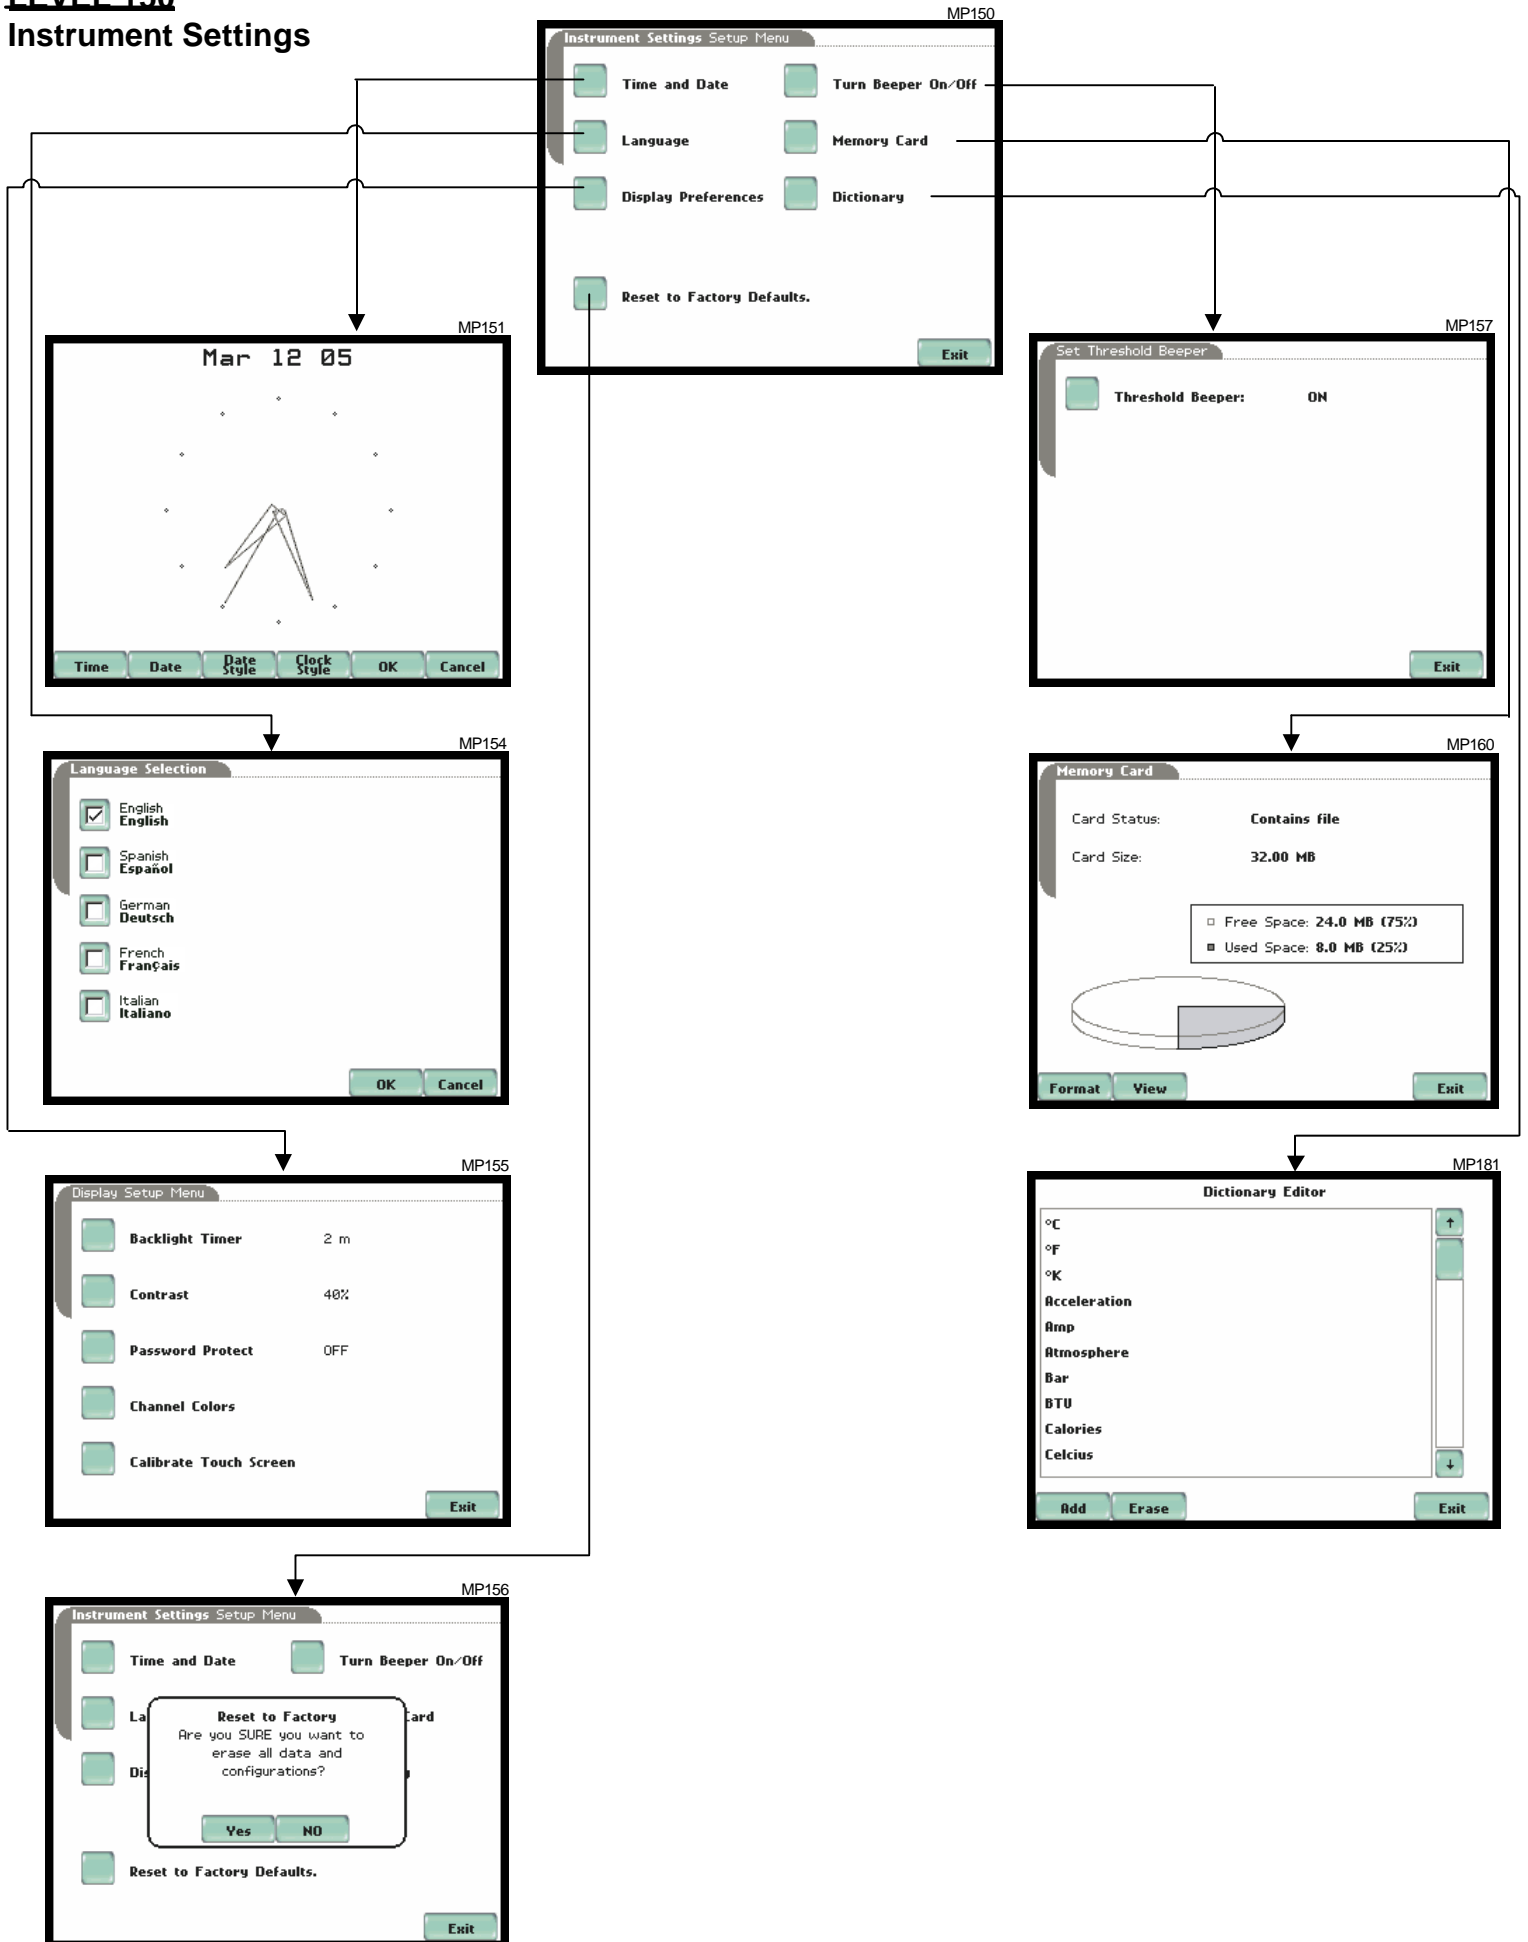 LEVEL 150
Instrument Settings
MP150
Instrument Settings Setup Menu
Time and Date
Turn Beeper On/Off
Language
Memory Card
Display Preferences
Dictionary
Reset to Factory Defaults.
Exit
MP151
Mar 12 05
Time
Date
Date Style
Clock Style
OK
Cancel
MP157
Set Threshold Beeper
Threshold Beeper: ON
Exit
MP154
Language Selection
English
English
Spanish
Español
German
Deutsch
French
Français
Italian
Italiano
OK
Cancel
MP160
Memory Card
Card Status: Contains file
Card Size: 32.00 MB
Free Space: 24.0 MB (75%)
Used Space: 8.0 MB (25%)
Format
View
Exit
MP155
Display Setup Menu
Backlight Timer 2 m
Contrast 40%
Password Protect OFF
Channel Colors
Calibrate Touch Screen
Exit
MP181
Dictionary Editor
°C
°F
°K
Acceleration
Amp
Atmosphere
Bar
BTU
Calories
Celcius
Add
Erase
Exit
MP156
Instrument Settings Setup Menu
Time and Date
Turn Beeper On/Off
La
Card
Dis
Reset to Factory
Are you SURE you want to
erase all data and
configurations?
Yes
NO
Reset to Factory Defaults.
Exit